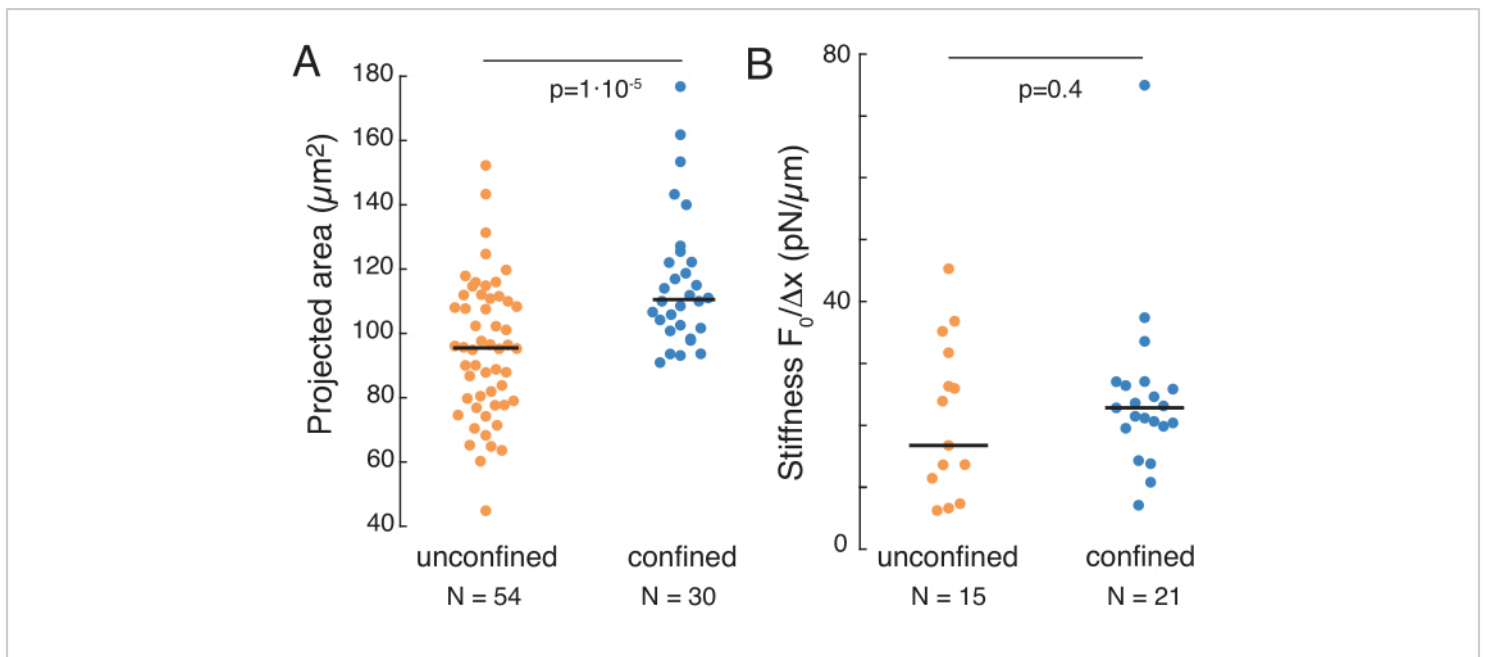 A
p=1·10⁻⁵
Projected area (µm²)
180
160
140
120
100
80
60
40
unconfined
confined
N = 54
N = 30
B
p=0.4
Stiffness F₀/Δx (pN/µm)
80
40
0
unconfined
confined
N = 15
N = 21